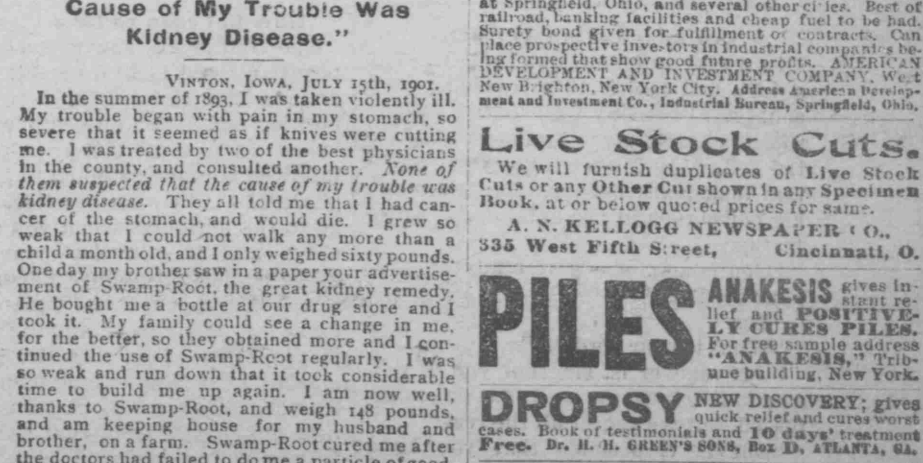 Cause of My Trouble Was
Kidney Disease."
VINTON, IOWA, JULY 15th, 1901.
In the summer of 1893, I was taken violently ill.
My trouble began with pain in my stomach, so
severe that it seemed as if knives were cutting
me. I was treated by two of the best physicians
in the county, and consulted another. None of
them suspected that the cause of my trouble was
kidney disease. They all told me that I had can-
cer of the stomach, and would die. I grew so
weak that I could not walk any more than a
child a month old, and I only weighed sixty pounds.
One day my brother saw in a paper your advertise-
ment of Swamp-Root, the great kidney remedy.
He bought me a bottle at our drug store and I
took it. My family could see a change in me,
for the better, so they obtained more and I con-
tinued the use of Swamp-Root regularly. I was
so weak and run down that it took considerable
time to build me up again. I am now well,
thanks to Swamp-Root, and weigh 148 pounds,
and am keeping house for my husband and
brother, on a farm. Swamp-Root cured me after
the doctors had failed to do me a particle of good.
at Springfield, Ohio, and several other cities. Best of
railroad, banking facilities and cheap fuel to be had.
Surety bond given for fulfillment of contracts. Can
place prospective investors in industrial companies be-
ing formed that show good future profits. AMERICAN
DEVELOPMENT AND INVESTMENT COMPANY, West
New Brighton, New York City. Address American Develop-
ment and Investment Co., Industrial Bureau, Springfield, Ohio.
Live Stock Cuts.
We will furnish duplicates of Live Stock
Cuts or any Other Cut shown in any Specimen
Book, at or below quoted prices for same.
A. N. KELLOGG NEWSPAPER CO.,
335 West Fifth Street, Cincinnati, O.
PILES ANAKESIS gives in-
stant re-
lief and POSITIVE-
LY CURES PILES.
For free sample address
"ANAKESIS," Trib-
une building, New York.
DROPSY NEW DISCOVERY; gives
quick relief and cures worst
cases. Book of testimonials and 10 days' treatment
Free. Dr. H. H. GREEN'S SONS, Box D, ATLANTA, GA.